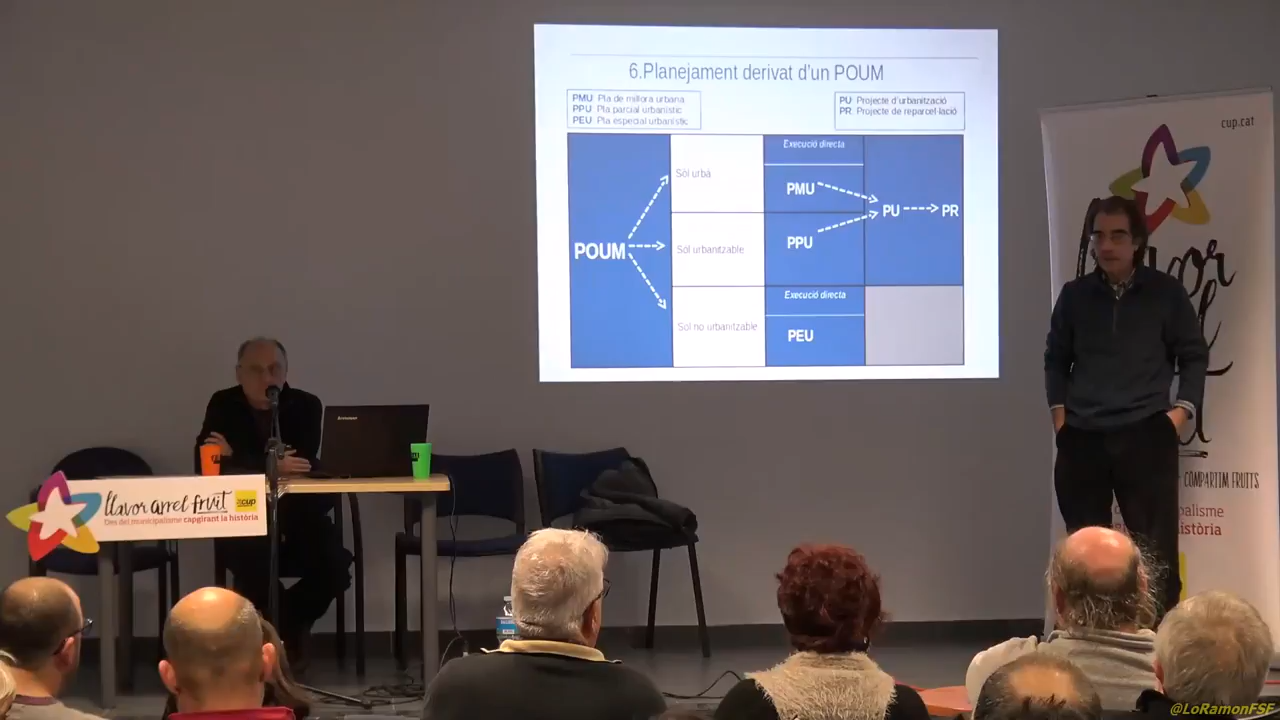 6.Planejament derivat d'un POUM
PMU: Pla de millora urbana
PPU: Pla parcial urbanístic
PEU: Pla especial urbanístic
PU: Projecte d'urbanització
PR: Projecte de reparcel·lació
Execució directa
Sòl urbà
PMU
PU
PR
POUM
Sòl urbanitzable
PPU
Execució directa
Sòl no urbanitzable
PEU
cup.cat
COMPARTIM FRUITS
llavor arrel fruit
cup
Des del municipalisme capgirant la història
@LoRamonFSF